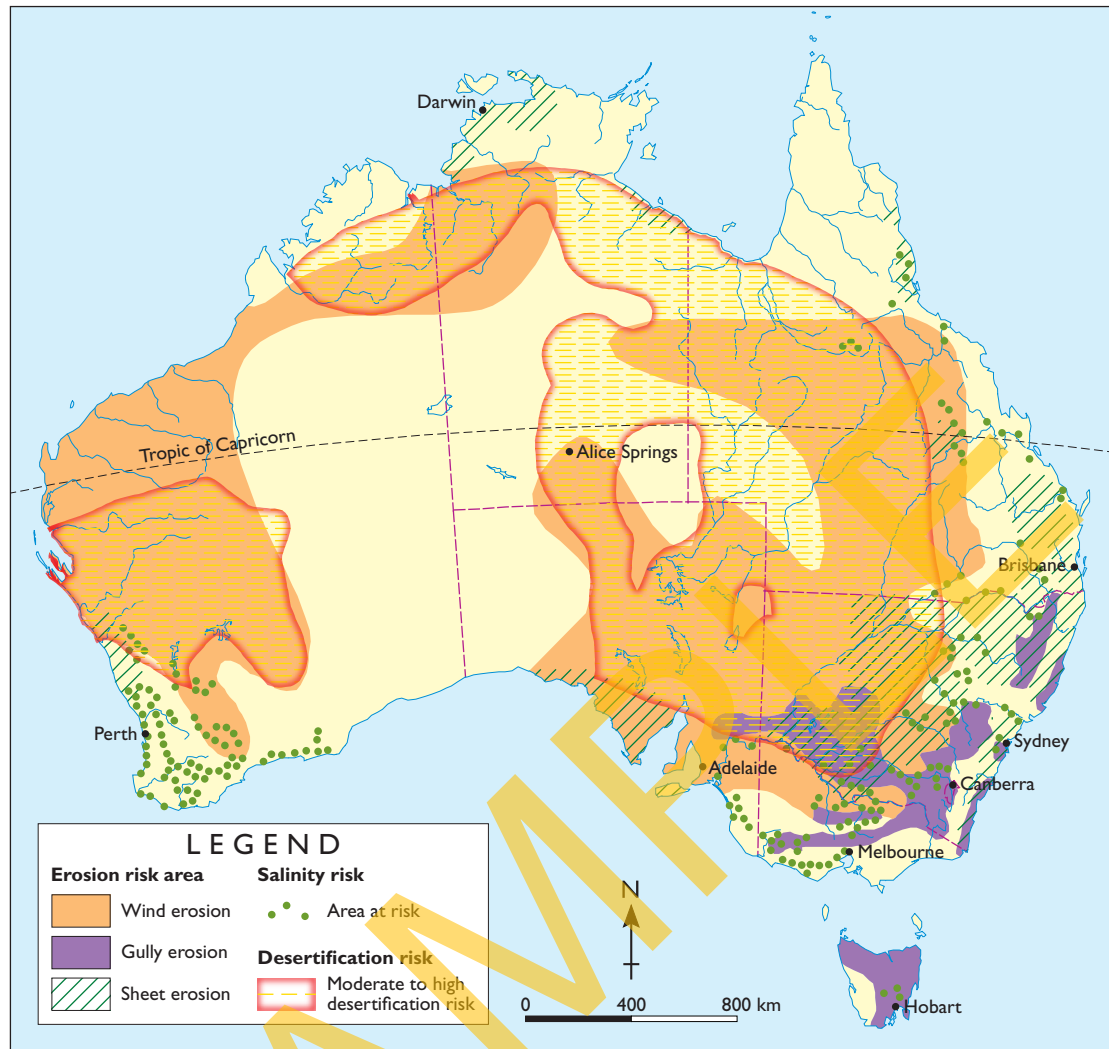 Darwin
Tropic of Capricorn
Alice Springs
Brisbane
Perth
Sydney
Adelaide
Canberra
Melbourne
Hobart
LEGEND
Erosion risk area
Wind erosion
Gully erosion
Sheet erosion
Salinity risk
Area at risk
Desertification risk
Moderate to high
desertification risk
N
0 400 800 km